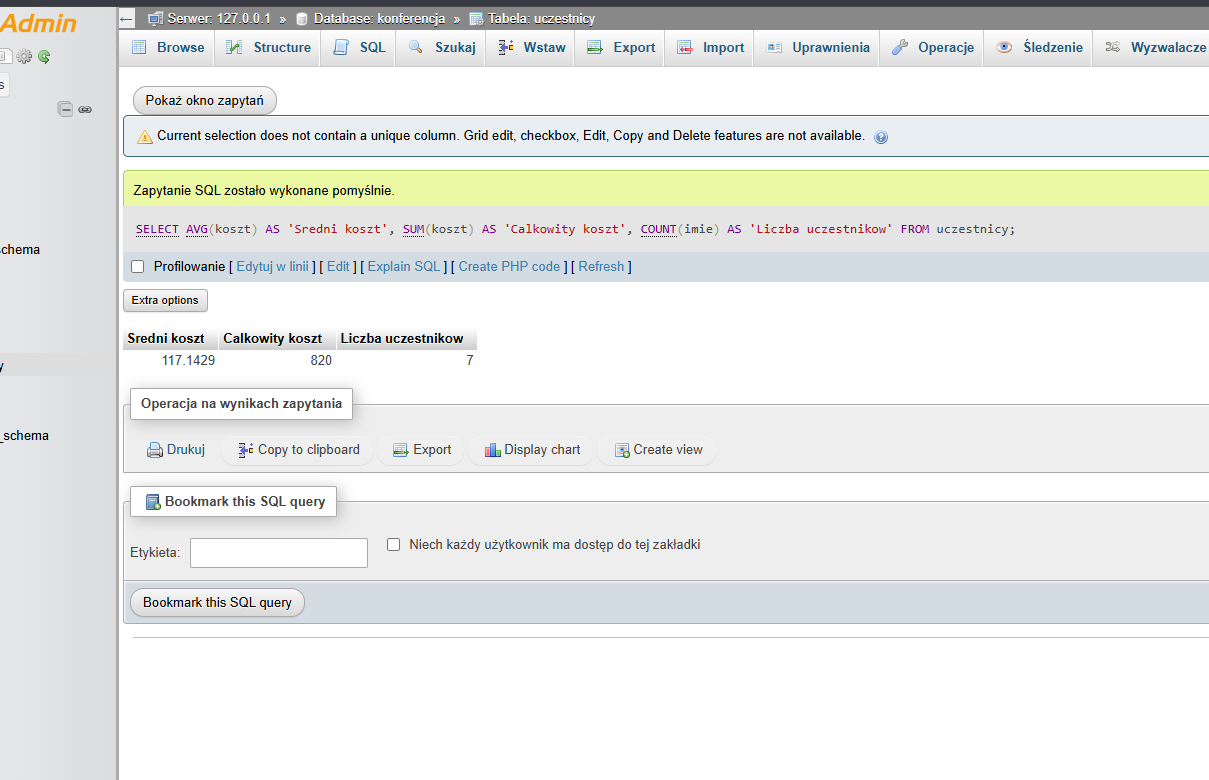 Admin
← Serwer: 127.0.0.1 » Database: konferencja » Tabela: uczestnicy
Browse Structure SQL Szukaj Wstaw Export Import Uprawnienia Operacje Śledzenie Wyzwalacze
s
Pokaż okno zapytań
Current selection does not contain a unique column. Grid edit, checkbox, Edit, Copy and Delete features are not available.
Zapytanie SQL zostało wykonane pomyślnie.
SELECT AVG(koszt) AS 'Sredni koszt', SUM(koszt) AS 'Calkowity koszt', COUNT(imie) AS 'Liczba uczestnikow' FROM uczestnicy;
schema
Profilowanie [ Edytuj w linii ] [ Edit ] [ Explain SQL ] [ Create PHP code ] [ Refresh ]
Extra options
Sredni koszt Calkowity koszt Liczba uczestnikow
117.1429 820 7
y
Operacja na wynikach zapytania
_schema
Drukuj Copy to clipboard Export Display chart Create view
Bookmark this SQL query
Etykieta: Niech każdy użytkownik ma dostęp do tej zakładki
Bookmark this SQL query